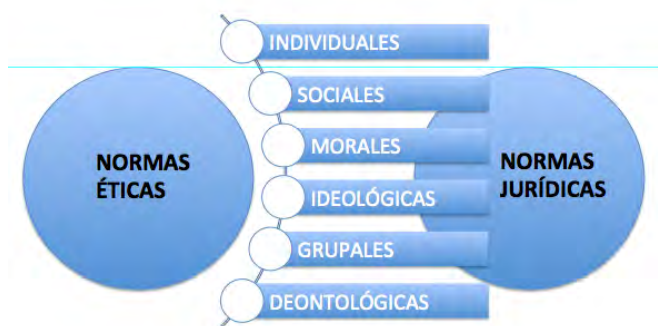 INDIVIDUALES
SOCIALES
MORALES
IDEOLÓGICAS
GRUPALES
DEONTOLÓGICAS
NORMAS
ÉTICAS
NORMAS
JURÍDICAS